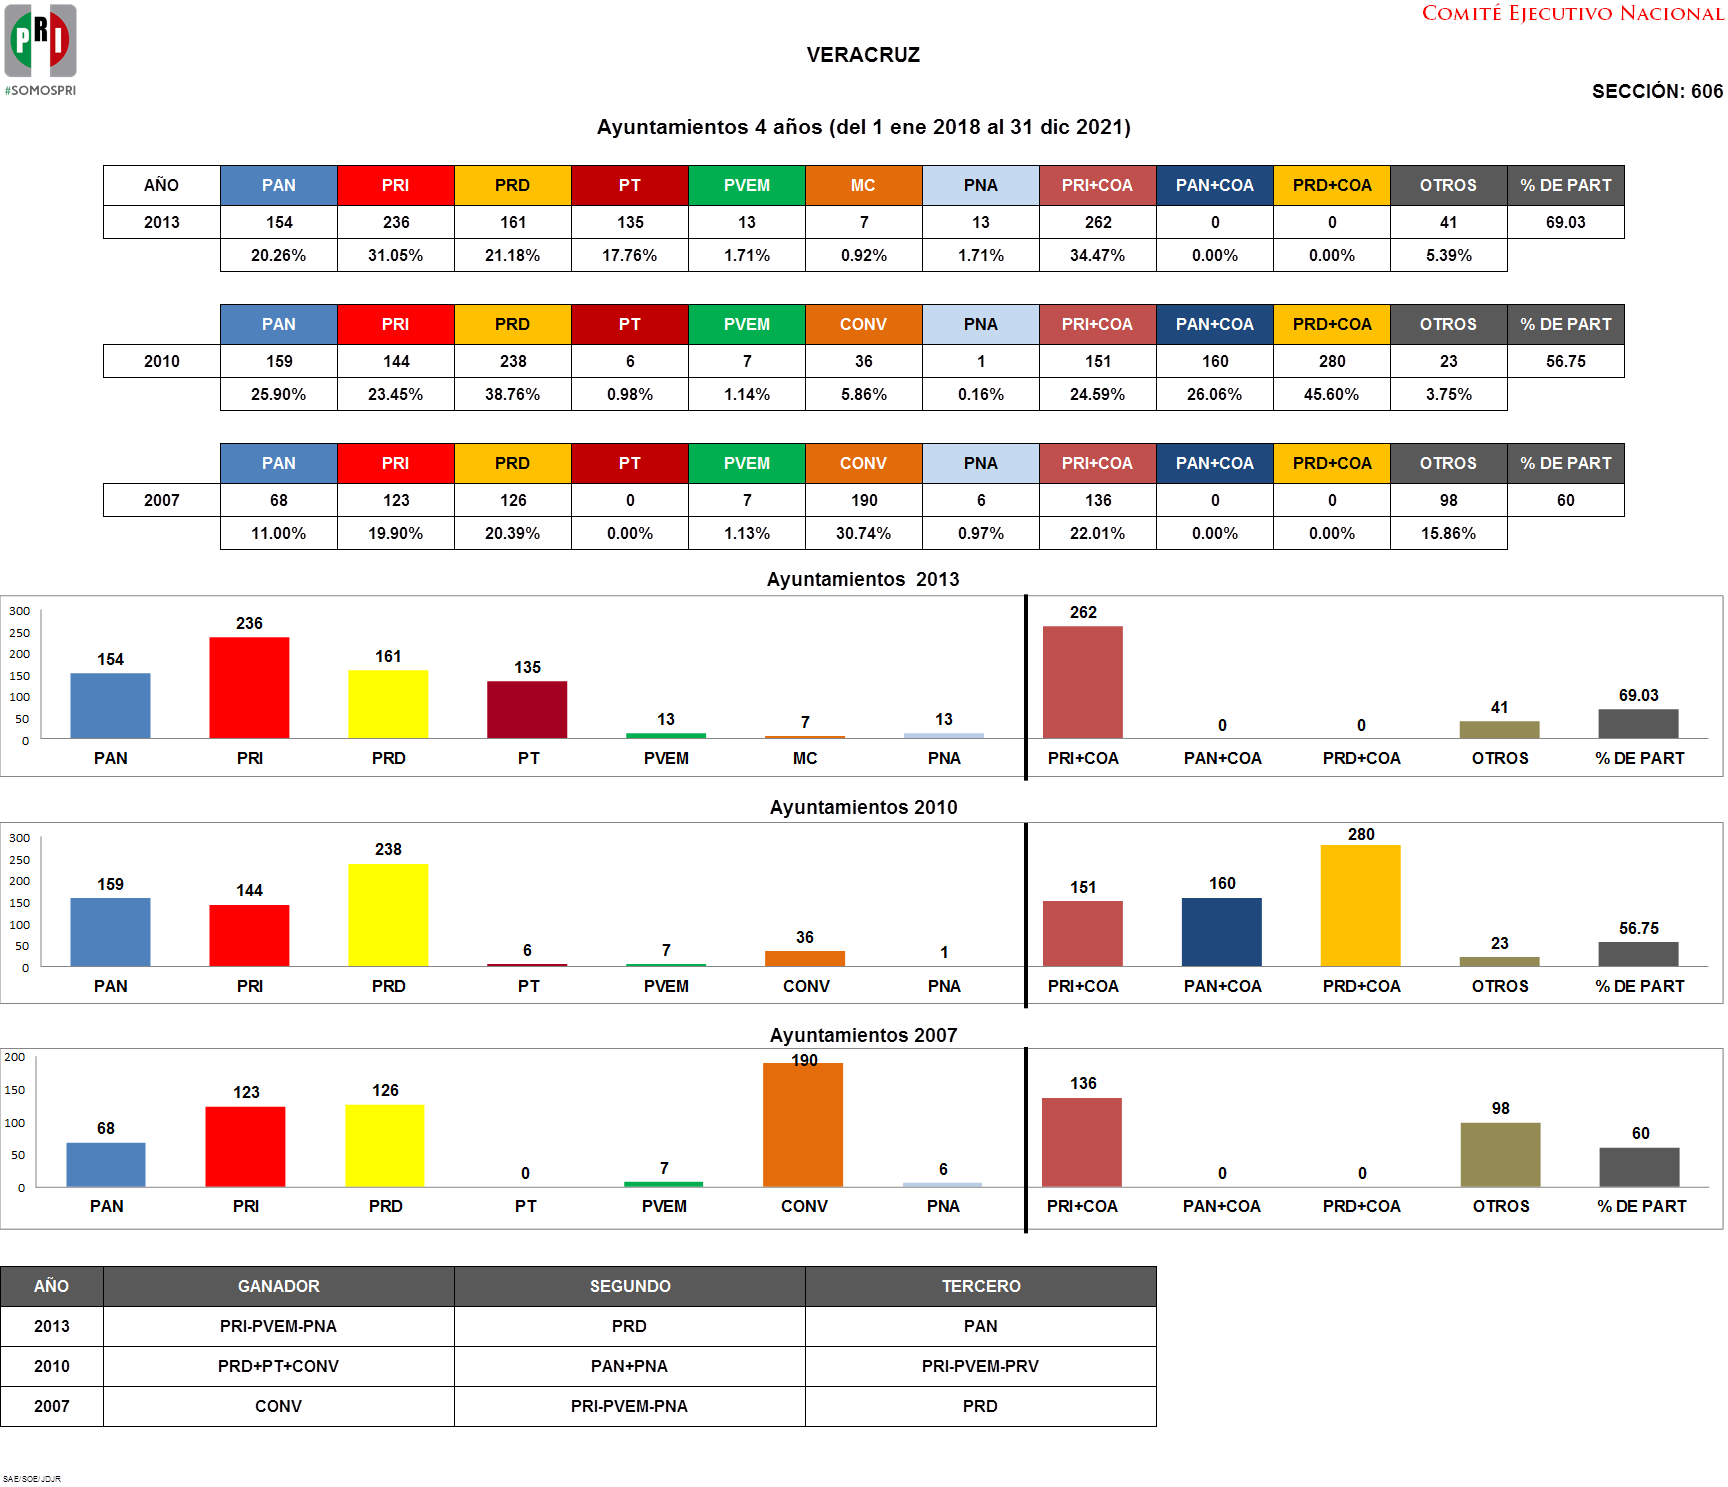 PRI
#SOMOSPRI
COMITÉ EJECUTIVO NACIONAL
VERACRUZ
SECCIÓN: 606
Ayuntamientos 4 años (del 1 ene 2018 al 31 dic 2021)
AÑO PAN PRI PRD PT PVEM MC PNA PRI+COA PAN+COA PRD+COA OTROS % DE PART
2013 154 236 161 135 13 7 13 262 0 0 41 69.03
20.26% 31.05% 21.18% 17.76% 1.71% 0.92% 1.71% 34.47% 0.00% 0.00% 5.39%
PAN PRI PRD PT PVEM CONV PNA PRI+COA PAN+COA PRD+COA OTROS % DE PART
2010 159 144 238 6 7 36 1 151 160 280 23 56.75
25.90% 23.45% 38.76% 0.98% 1.14% 5.86% 0.16% 24.59% 26.06% 45.60% 3.75%
PAN PRI PRD PT PVEM CONV PNA PRI+COA PAN+COA PRD+COA OTROS % DE PART
2007 68 123 126 0 7 190 6 136 0 0 98 60
11.00% 19.90% 20.39% 0.00% 1.13% 30.74% 0.97% 22.01% 0.00% 0.00% 15.86%
Ayuntamientos 2013
300
250
200
150
100
50
0
154 236 161 135 13 7 13 262 0 0 41 69.03
PAN PRI PRD PT PVEM MC PNA PRI+COA PAN+COA PRD+COA OTROS % DE PART
Ayuntamientos 2010
300
250
200
150
100
50
0
159 144 238 6 7 36 1 151 160 280 23 56.75
PAN PRI PRD PT PVEM CONV PNA PRI+COA PAN+COA PRD+COA OTROS % DE PART
Ayuntamientos 2007
200
150
100
50
0
68 123 126 0 7 190 6 136 0 0 98 60
PAN PRI PRD PT PVEM CONV PNA PRI+COA PAN+COA PRD+COA OTROS % DE PART
AÑO GANADOR SEGUNDO TERCERO
2013 PRI-PVEM-PNA PRD PAN
2010 PRD+PT+CONV PAN+PNA PRI-PVEM-PRV
2007 CONV PRI-PVEM-PNA PRD
SAE/SOE/JDJR